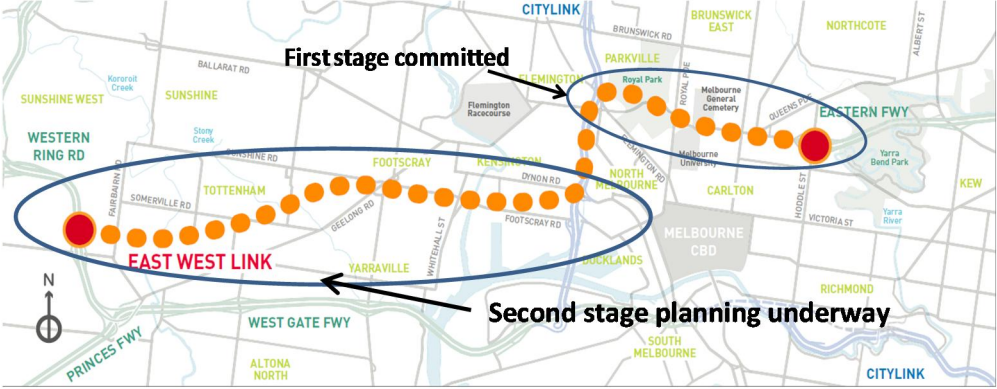 CITYLINK
BRUNSWICK
EAST
NORTHCOTE
ALBERT ST
BRUNSWICK RD
First stage committed
PARKVILLE
BALLARAT RD
FLEMINGTON
Royal Park
ROYAL PDE
Kororoit
Creek
Melbourne
General
Cemetery
SUNSHINE WEST
SUNSHINE
Flemington
Racecourse
QUEENS PDE
EASTERN FWY
WESTERN
RING RD
Stony
Creek
FLEMINGTON RD
Melbourne
University
Yarra
Bend Park
SUNSHINE RD
FOOTSCRAY
KENSINGTON
DYNON RD
NORTH
MELBOURNE
CARLTON
HODDLE ST
KEW
FAIRBAIRN RD
TOTTENHAM
SOMERVILLE RD
GEELONG RD
WHITEHALL ST
FOOTSCRAY RD
VICTORIA ST
Yarra
River
MELBOURNE
CBD
EAST WEST LINK
YARRAVILLE
DOCKLANDS
N
RICHMOND
Second stage planning underway
WEST GATE FWY
PRINCES FWY
SOUTH
MELBOURNE
ALTONA
NORTH
CITYLINK